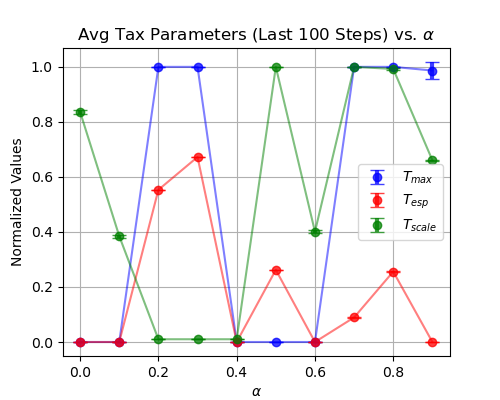 Avg Tax Parameters (Last 100 Steps) vs. α
Normalized Values
1.0
0.8
0.6
0.4
0.2
0.0
T_max
T_esp
T_scale
0.0 0.2 0.4 0.6 0.8
α